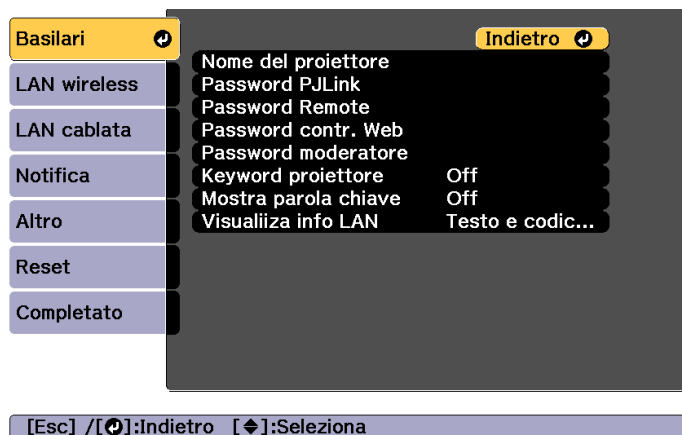 Basilari
Indietro
Nome del proiettore
LAN wireless
Password PJLink
Password Remote
LAN cablata
Password contr. Web
Password moderatore
Notifica
Keyword proiettore Off
Mostra parola chiave Off
Altro
Visualiiza info LAN Testo e codic...
Reset
Completato
[Esc] /[⏎]:Indietro [◆]:Seleziona